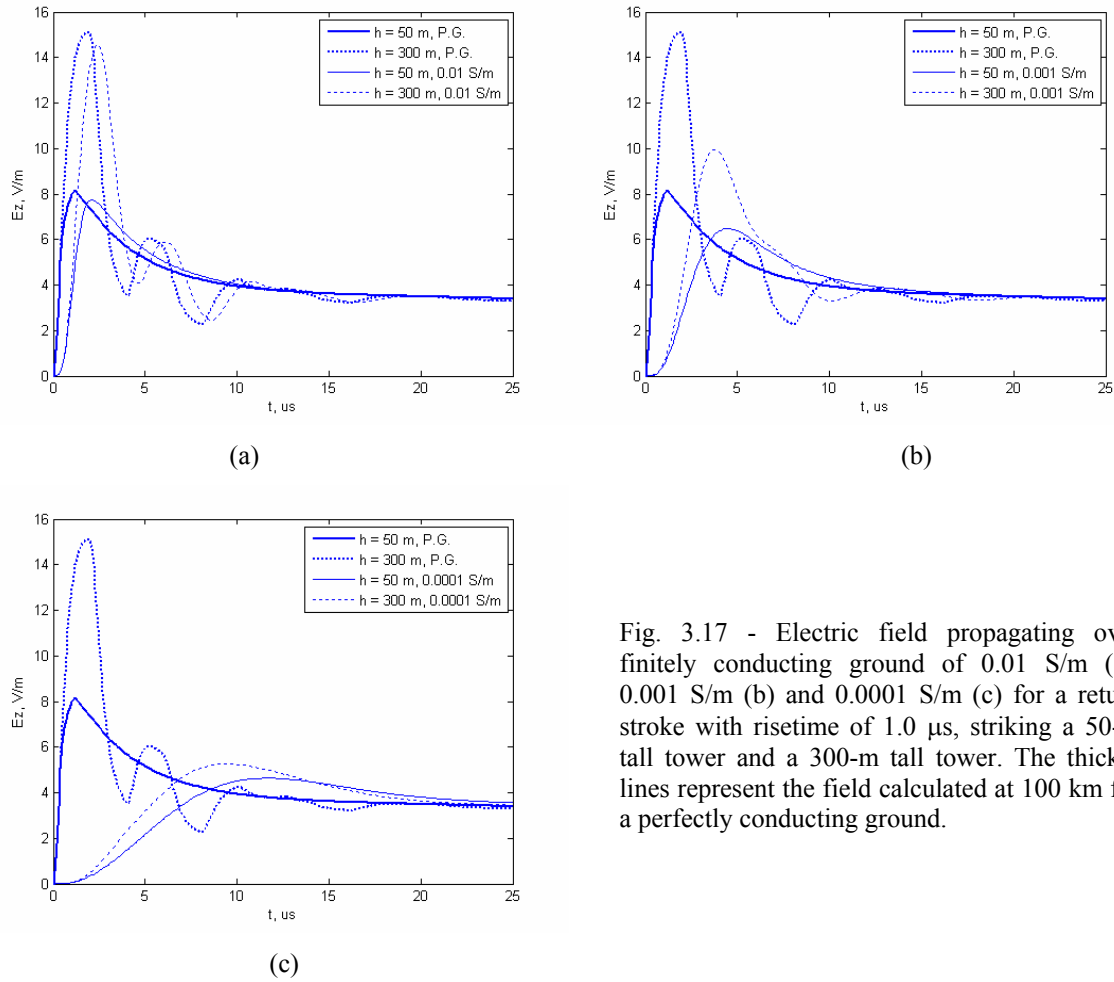 16
14
12
10
8
6
4
2
0
Ez, V/m
0
5
10
15
20
25
t, us
h = 50 m, P.G.
h = 300 m, P.G.
h = 50 m, 0.01 S/m
h = 300 m, 0.01 S/m
(a)
16
14
12
10
8
6
4
2
0
Ez, V/m
0
5
10
15
20
25
t, us
h = 50 m, P.G.
h = 300 m, P.G.
h = 50 m, 0.001 S/m
h = 300 m, 0.001 S/m
(b)
16
14
12
10
8
6
4
2
0
Ez, V/m
0
5
10
15
20
25
t, us
h = 50 m, P.G.
h = 300 m, P.G.
h = 50 m, 0.0001 S/m
h = 300 m, 0.0001 S/m
(c)
Fig. 3.17 - Electric field propagating ov
finitely conducting ground of 0.01 S/m (
0.001 S/m (b) and 0.0001 S/m (c) for a retu
stroke with risetime of 1.0 μs, striking a 50-
tall tower and a 300-m tall tower. The thick
lines represent the field calculated at 100 km f
a perfectly conducting ground.